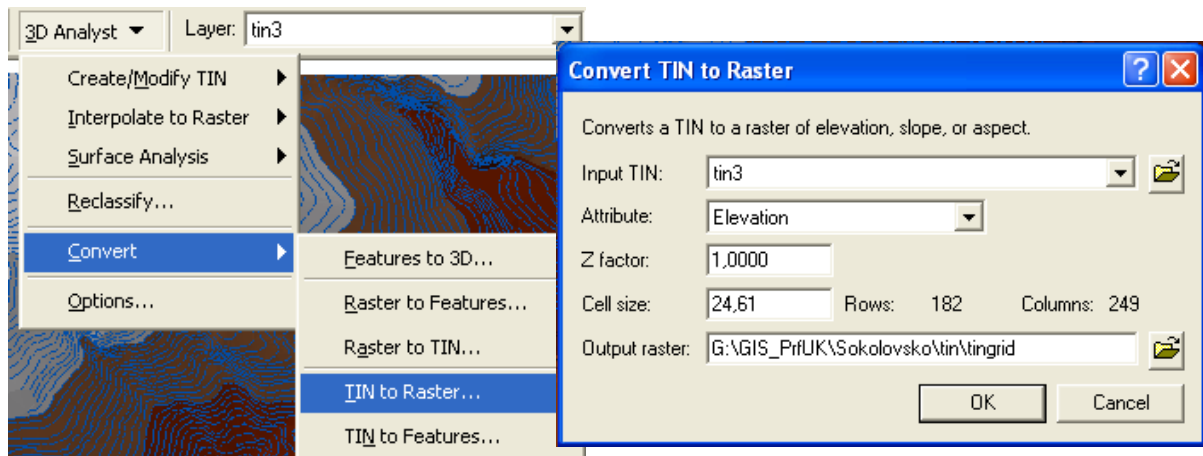 3D Analyst Layer: tin3
Create/Modify TIN
Interpolate to Raster
Surface Analysis
Reclassify...
Convert
Options...
Features to 3D...
Raster to Features...
Raster to TIN...
TIN to Raster...
TIN to Features...
Convert TIN to Raster
Converts a TIN to a raster of elevation, slope, or aspect.
Input TIN: tin3
Attribute: Elevation
Z factor: 1,0000
Cell size: 24,61 Rows: 182 Columns: 249
Output raster: G:\GIS_PrfUK\Sokolovsko\tin\tingrid
OK Cancel